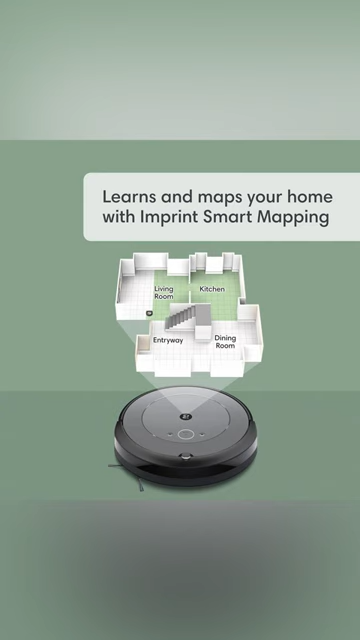 Learns and maps your home
with Imprint Smart Mapping
Living
Room
Kitchen
Entryway
Dining
Room